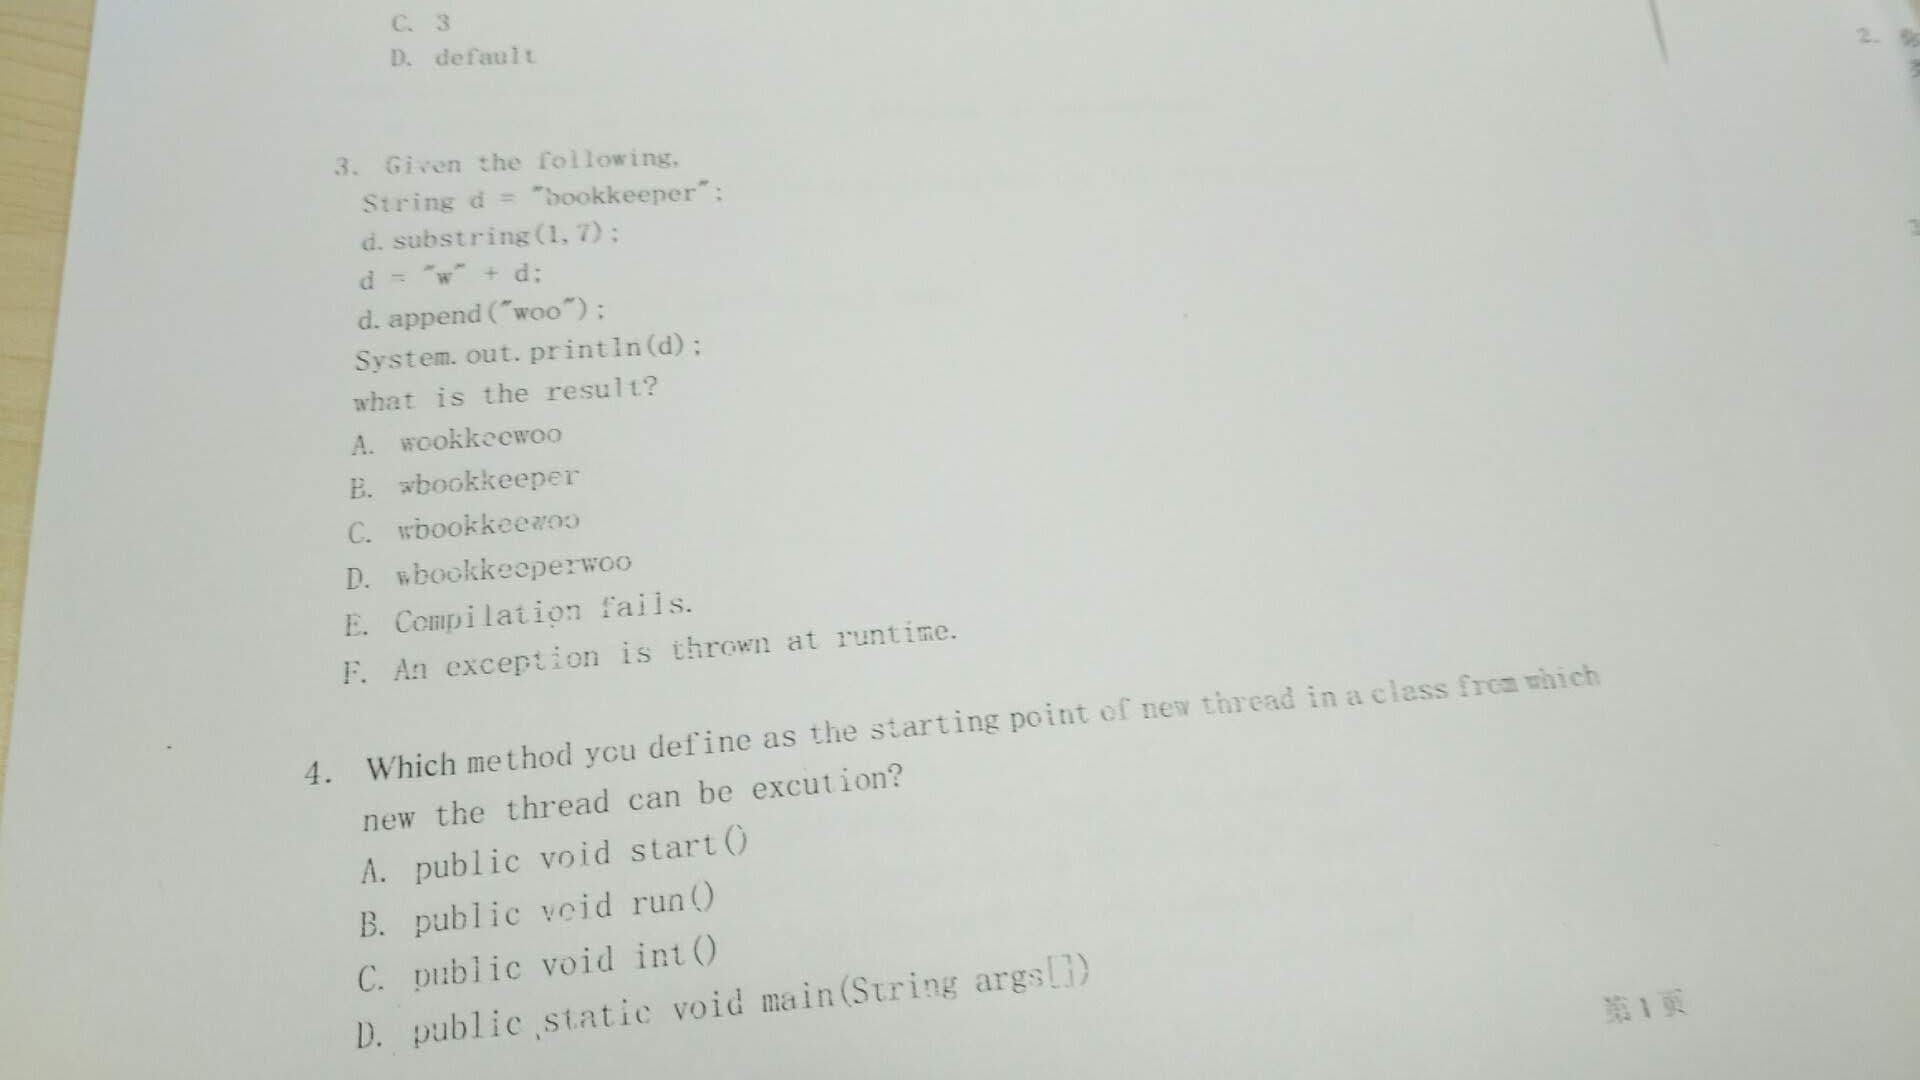 C. 3
D. default
2.
3. Given the following,
String d = "bookkeeper";
d. substring(1, 7);
d = "w" + d;
d. append("woo");
System. out. println(d);
what is the result?
A. wookkeewoo
B. wbookkeeper
C. wbookkeewoo
D. wbookkeeperwoo
E. Compilation fails.
F. An exception is thrown at runtime.
4. Which method you define as the starting point of new thread in a class from which
new the thread can be excution?
A. public void start()
B. public void run()
C. public void int()
D. public static void main(String args[])
第 1 页